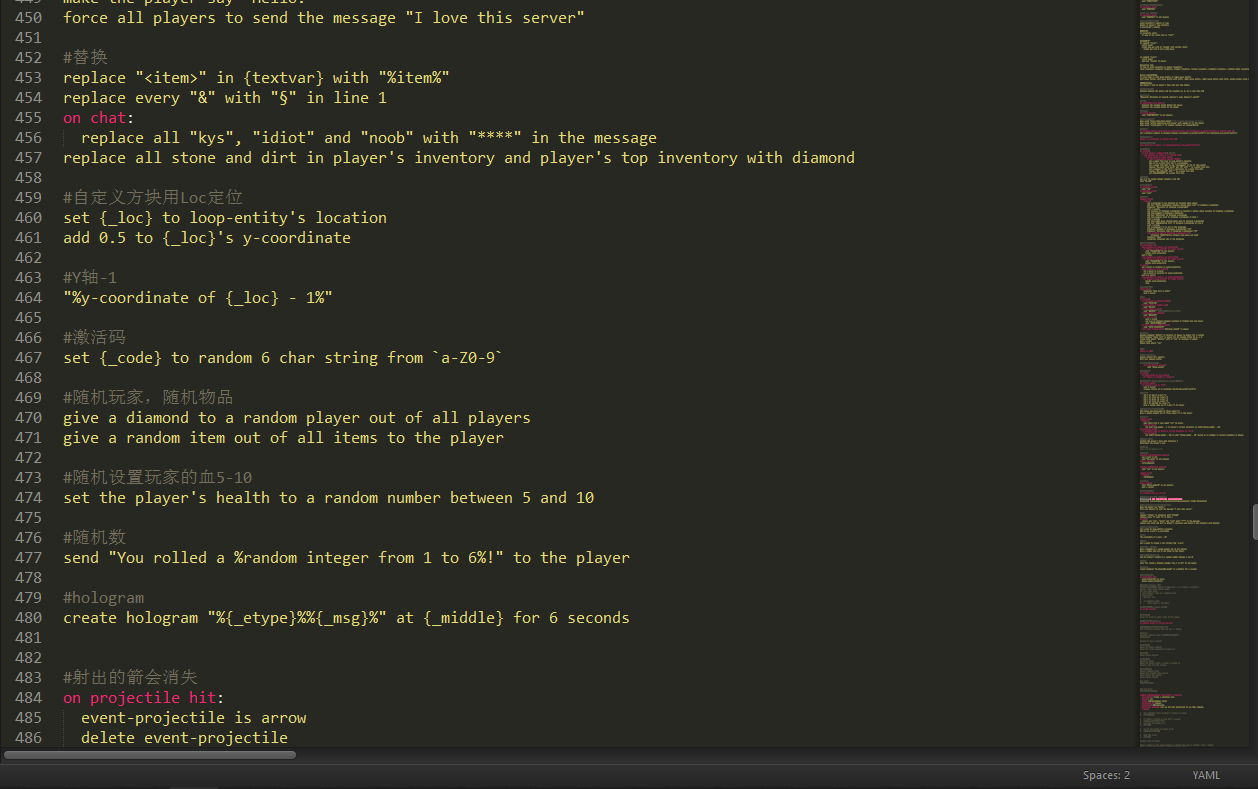 449 make the player say "Hello."
450 force all players to send the message "I love this server"
451
452 #替换
453 replace "<item>" in {textvar} with "%item%"
454 replace every "&" with "§" in line 1
455 on chat:
456 replace all "kys", "idiot" and "noob" with "****" in the message
457 replace all stone and dirt in player's inventory and player's top inventory with diamond
458
459 #自定义方块用Loc定位
460 set {_loc} to loop-entity's location
461 add 0.5 to {_loc}'s y-coordinate
462
463 #Y轴-1
464 "%y-coordinate of {_loc} - 1%"
465
466 #激活码
467 set {_code} to random 6 char string from `a-Z0-9`
468
469 #随机玩家，随机物品
470 give a diamond to a random player out of all players
471 give a random item out of all items to the player
472
473 #随机设置玩家的血5-10
474 set the player's health to a random number between 5 and 10
475
476 #随机数
477 send "You rolled a %random integer from 1 to 6%!" to the player
478
479 #hologram
480 create hologram "%{_etype}%%{_msg}%" at {_middle} for 6 seconds
481
482
483 #射出的箭会消失
484 on projectile hit:
485 event-projectile is arrow
486 delete event-projectile
Spaces: 2 YAML